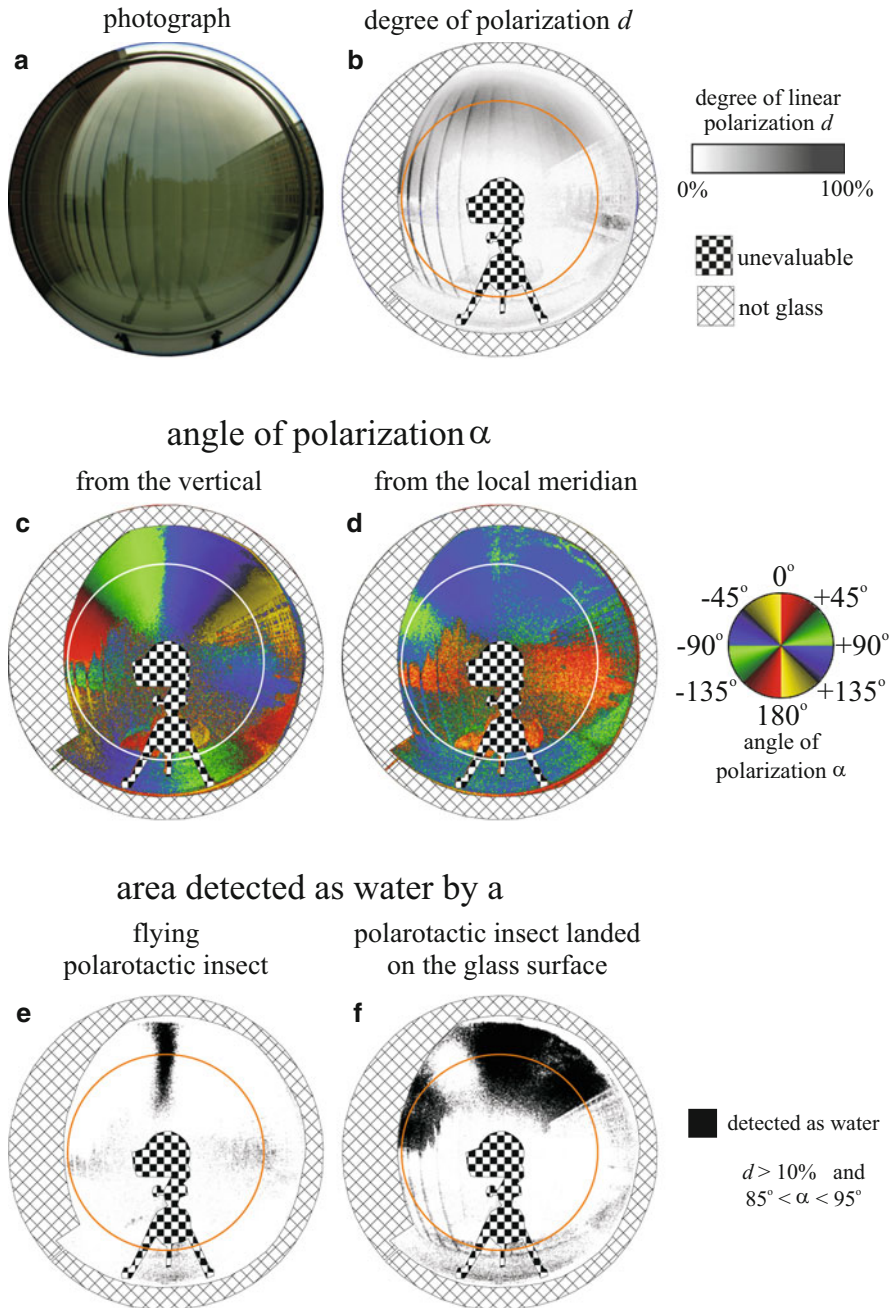 photograph
degree of polarization d
a
b
degree of linear
polarization d
0%
100%
unevaluable
not glass
angle of polarization α
from the vertical
from the local meridian
c
d
0°
-45°
+45°
-90°
+90°
-135°
+135°
180°
angle of
polarization α
area detected as water by a
flying
polarotactic insect
polarotactic insect landed
on the glass surface
e
f
detected as water
d > 10% and
85° < α < 95°